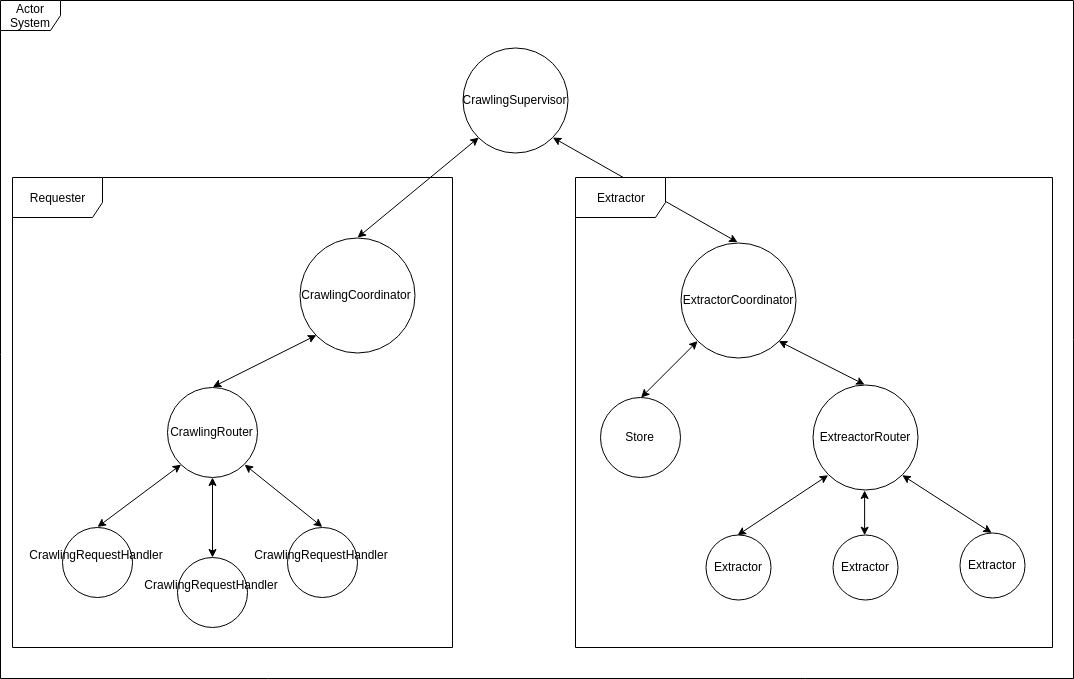 Actor
System
CrawlingSupervisor
Requester
Extractor
CrawlingCoordinator
ExtractorCoordinator
CrawlingRouter
Store
ExtreactorRouter
CrawlingRequestHandler
CrawlingRequestHandler
CrawlingRequestHandler
Extractor
Extractor
Extractor